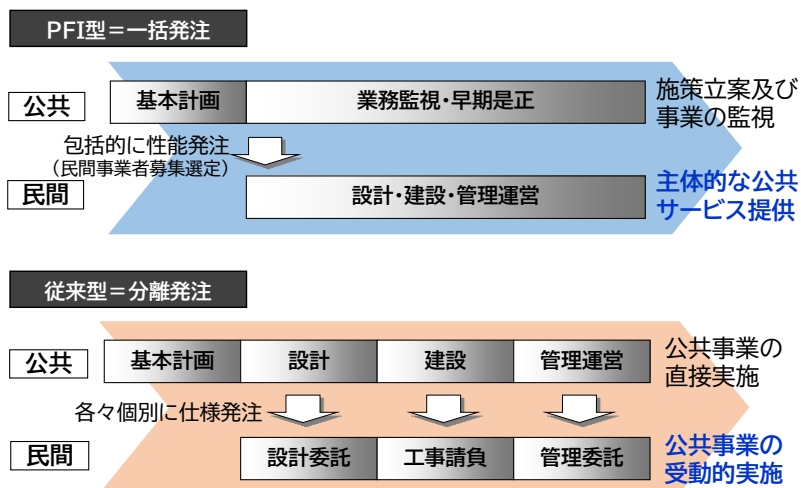 PFI型＝一括発注
公共
基本計画
業務監視・早期是正
施策立案及び
事業の監視
包括的に性能発注
（民間事業者募集選定）
民間
設計・建設・管理運営
主体的な公共
サービス提供
従来型＝分離発注
公共
基本計画
設計
建設
管理運営
公共事業の
直接実施
各々個別に仕様発注
民間
設計委託
工事請負
管理委託
公共事業の
受動的実施